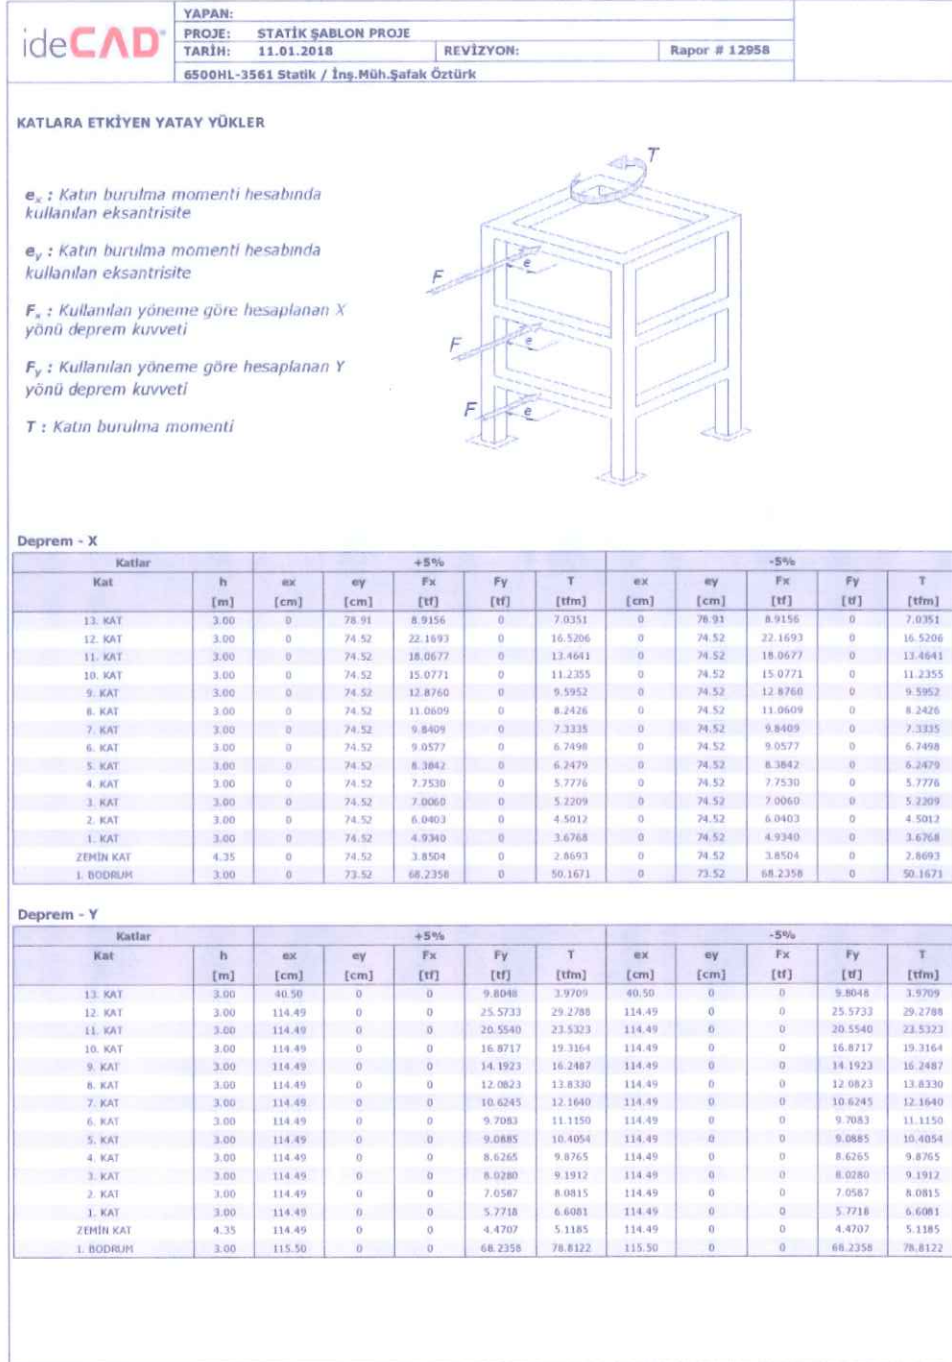 ideCAD
YAPAN:
PROJE: STATİK ŞABLON PROJE
TARİH: 11.01.2018 REVİZYON: Rapor # 12958
6500HL-3561 Statik / İnş.Müh.Şafak Öztürk
KATLARA ETKİYEN YATAY YÜKLER
ex : Katın burulma momenti hesabında
kullanılan eksantrisite
ey : Katın burulma momenti hesabında
kullanılan eksantrisite
Fx : Kullanılan yöneme göre hesaplanan X
yönü deprem kuvveti
Fy : Kullanılan yöneme göre hesaplanan Y
yönü deprem kuvveti
T : Katın burulma momenti
T
F e
F e
F e
Deprem - X
Katlar +5% -5%
Kat h ex ey Fx Fy T ex ey Fx Fy T
[m] [cm] [cm] [tf] [tf] [tfm] [cm] [cm] [tf] [tf] [tfm]
13. KAT 3.00 0 78.91 8.9156 0 7.0351 0 78.91 8.9156 0 7.0351
12. KAT 3.00 0 74.52 22.1693 0 16.5206 0 74.52 22.1693 0 16.5206
11. KAT 3.00 0 74.52 18.0677 0 13.4641 0 74.52 18.0677 0 13.4641
10. KAT 3.00 0 74.52 15.0771 0 11.2355 0 74.52 15.0771 0 11.2355
9. KAT 3.00 0 74.52 12.8760 0 9.5952 0 74.52 12.8760 0 9.5952
8. KAT 3.00 0 74.52 11.0609 0 8.2426 0 74.52 11.0609 0 8.2426
7. KAT 3.00 0 74.52 9.8409 0 7.3335 0 74.52 9.8409 0 7.3335
6. KAT 3.00 0 74.52 9.0577 0 6.7498 0 74.52 9.0577 0 6.7498
5. KAT 3.00 0 74.52 8.3842 0 6.2479 0 74.52 8.3842 0 6.2479
4. KAT 3.00 0 74.52 7.7530 0 5.7776 0 74.52 7.7530 0 5.7776
3. KAT 3.00 0 74.52 7.0060 0 5.2209 0 74.52 7.0060 0 5.2209
2. KAT 3.00 0 74.52 6.0403 0 4.5012 0 74.52 6.0403 0 4.5012
1. KAT 3.00 0 74.52 4.9340 0 3.6768 0 74.52 4.9340 0 3.6768
ZEMİN KAT 4.35 0 74.52 3.8504 0 2.8693 0 74.52 3.8504 0 2.8693
1. BODRUM 3.00 0 73.52 68.2358 0 50.1671 0 73.52 68.2358 0 50.1671
Deprem - Y
Katlar +5% -5%
Kat h ex ey Fx Fy T ex ey Fx Fy T
[m] [cm] [cm] [tf] [tf] [tfm] [cm] [cm] [tf] [tf] [tfm]
13. KAT 3.00 40.50 0 0 9.8048 3.9709 40.50 0 0 9.8048 3.9709
12. KAT 3.00 114.49 0 0 25.5733 29.2788 114.49 0 0 25.5733 29.2788
11. KAT 3.00 114.49 0 0 20.5540 23.5323 114.49 0 0 20.5540 23.5323
10. KAT 3.00 114.49 0 0 16.8717 19.3164 114.49 0 0 16.8717 19.3164
9. KAT 3.00 114.49 0 0 14.1923 16.2487 114.49 0 0 14.1923 16.2487
8. KAT 3.00 114.49 0 0 12.0823 13.8330 114.49 0 0 12.0823 13.8330
7. KAT 3.00 114.49 0 0 10.6245 12.1640 114.49 0 0 10.6245 12.1640
6. KAT 3.00 114.49 0 0 9.7083 11.1150 114.49 0 0 9.7083 11.1150
5. KAT 3.00 114.49 0 0 9.0885 10.4054 114.49 0 0 9.0885 10.4054
4. KAT 3.00 114.49 0 0 8.6265 9.8765 114.49 0 0 8.6265 9.8765
3. KAT 3.00 114.49 0 0 8.0280 9.1912 114.49 0 0 8.0280 9.1912
2. KAT 3.00 114.49 0 0 7.0587 8.0815 114.49 0 0 7.0587 8.0815
1. KAT 3.00 114.49 0 0 5.7718 6.6081 114.49 0 0 5.7718 6.6081
ZEMİN KAT 4.35 114.49 0 0 4.4707 5.1185 114.49 0 0 4.4707 5.1185
1. BODRUM 3.00 115.50 0 0 68.2358 78.8122 115.50 0 0 68.2358 78.8122